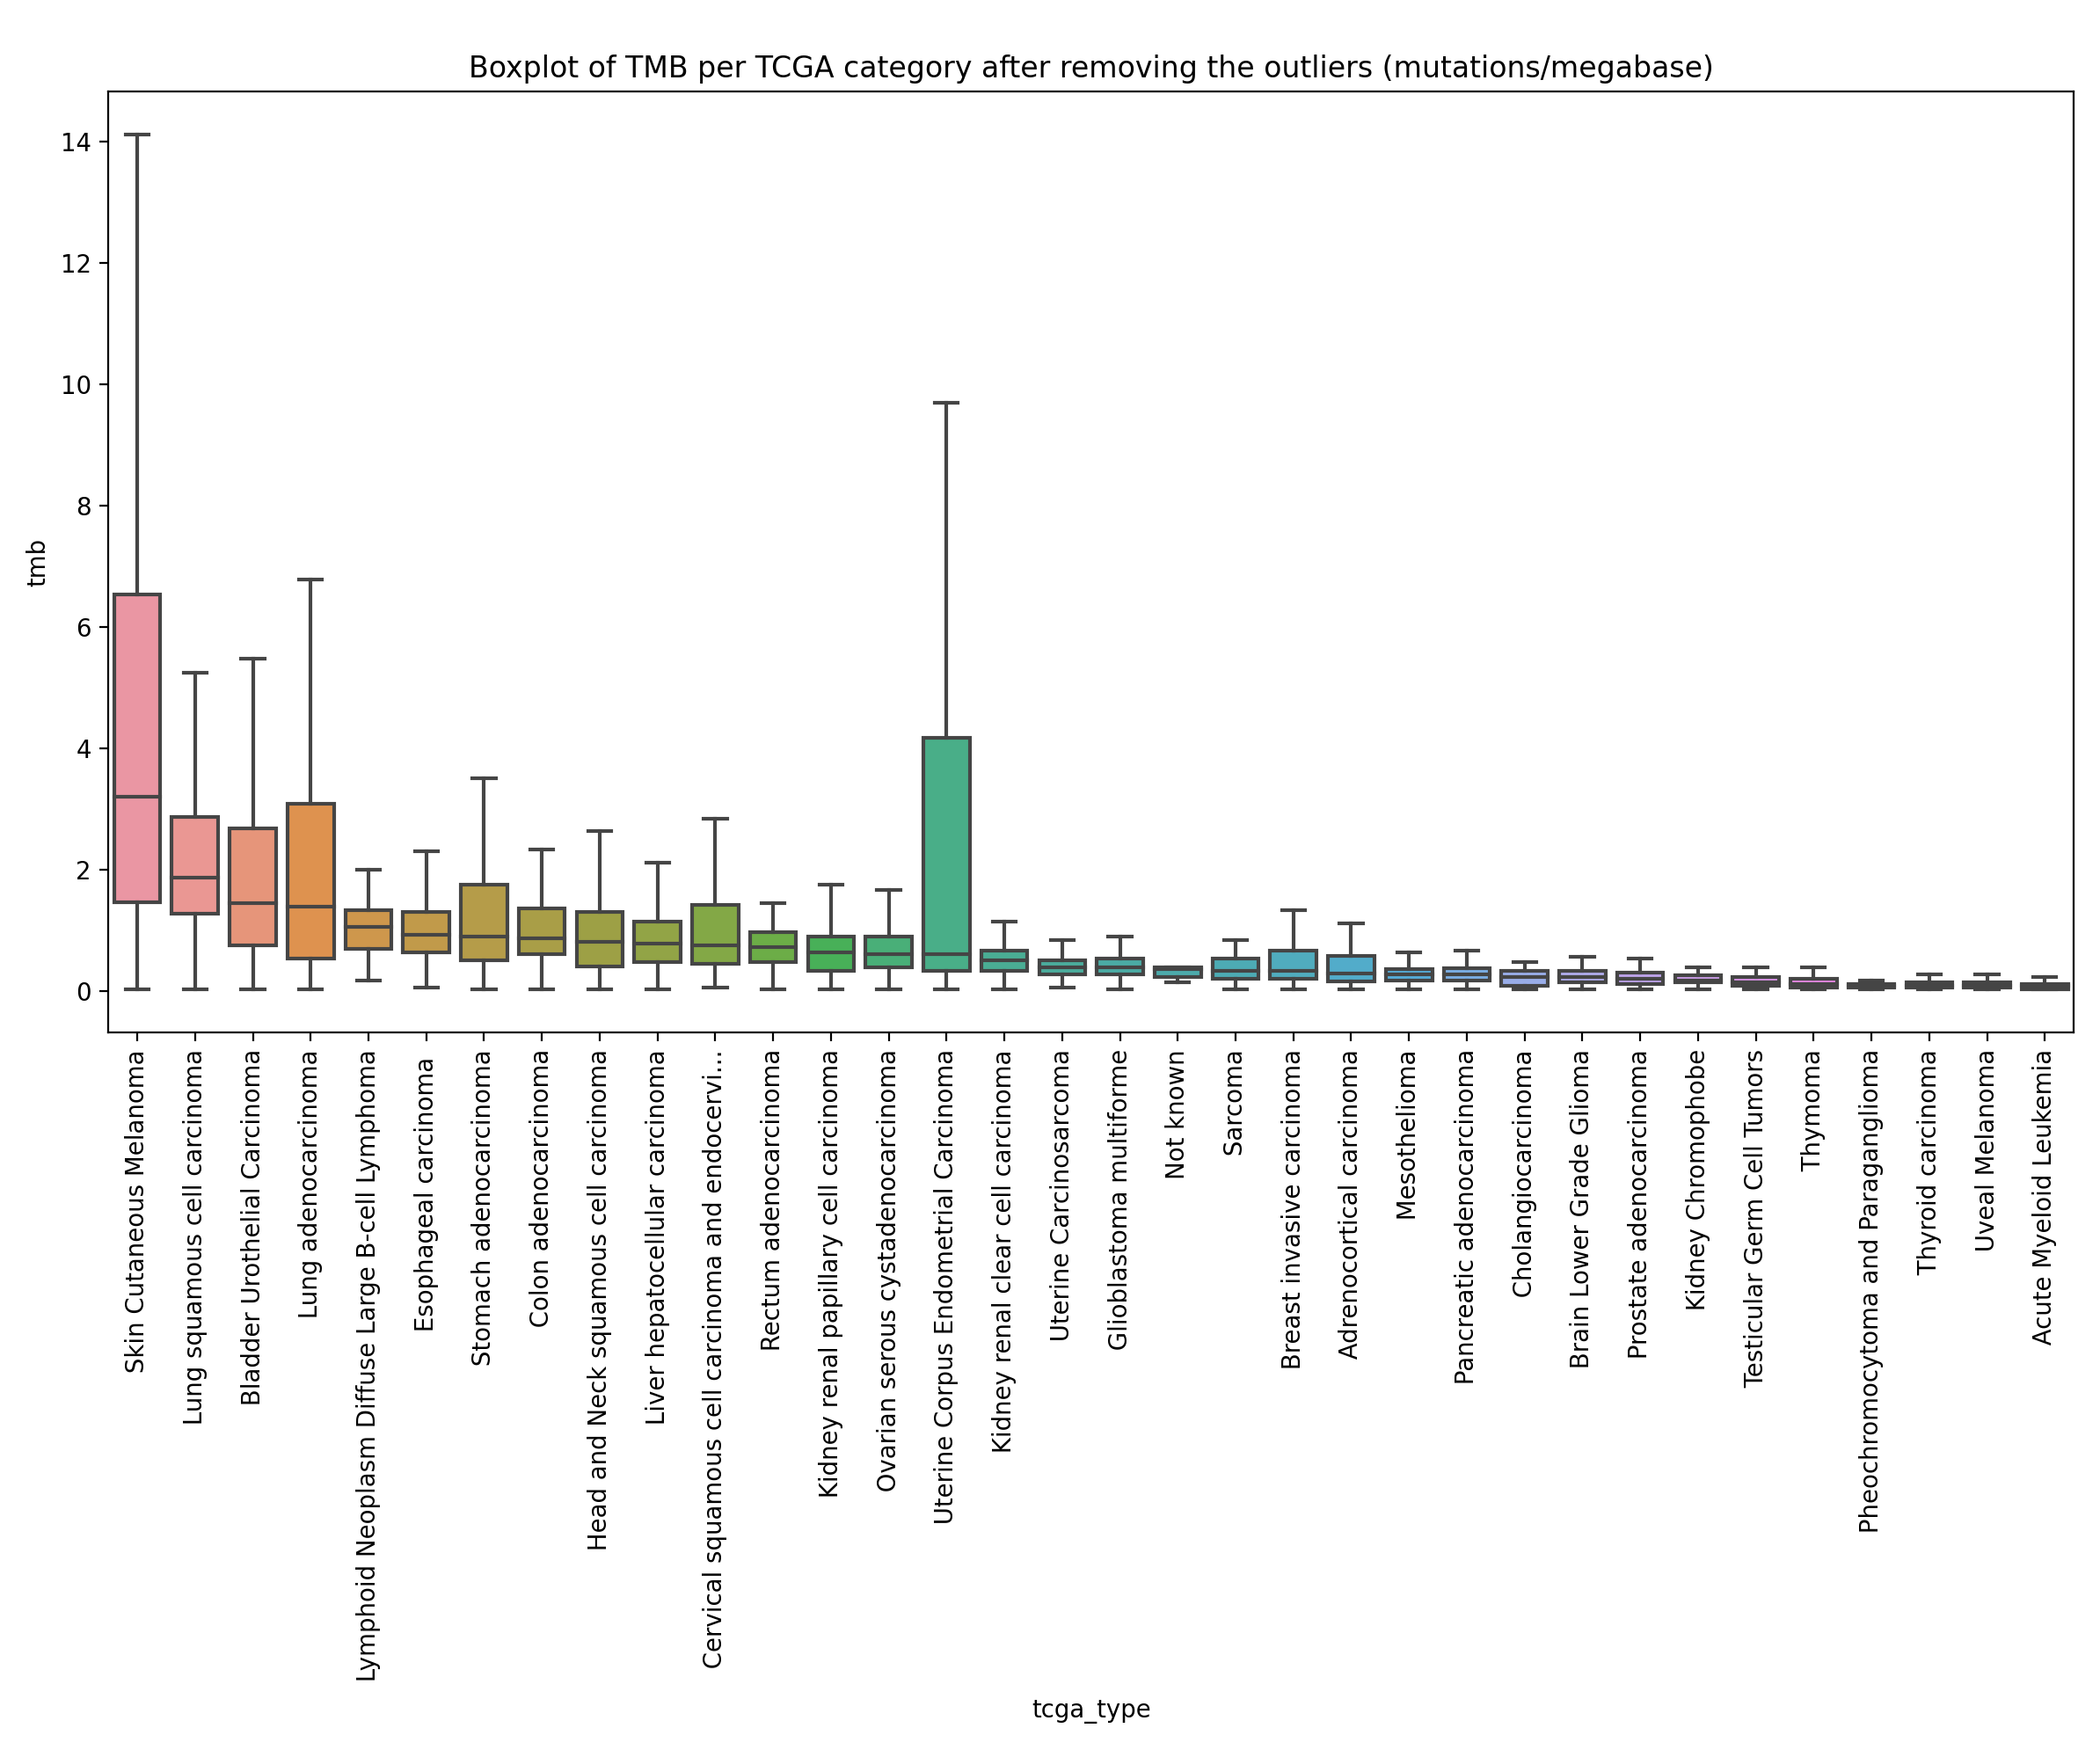 Boxplot of TMB per TCGA category after removing the outliers (mutations/megabase)
14
12
10
8
6
4
2
0
tmb
Skin Cutaneous Melanoma
Lung squamous cell carcinoma
Bladder Urothelial Carcinoma
Lung adenocarcinoma
Lymphoid Neoplasm Diffuse Large B-cell Lymphoma
Esophageal carcinoma
Stomach adenocarcinoma
Colon adenocarcinoma
Head and Neck squamous cell carcinoma
Liver hepatocellular carcinoma
Cervical squamous cell carcinoma and endocervi...
Rectum adenocarcinoma
Kidney renal papillary cell carcinoma
Ovarian serous cystadenocarcinoma
Uterine Corpus Endometrial Carcinoma
Kidney renal clear cell carcinoma
Uterine Carcinosarcoma
Glioblastoma multiforme
Not known
Sarcoma
Breast invasive carcinoma
Adrenocortical carcinoma
Mesothelioma
Pancreatic adenocarcinoma
Cholangiocarcinoma
Brain Lower Grade Glioma
Prostate adenocarcinoma
Kidney Chromophobe
Testicular Germ Cell Tumors
Thymoma
Pheochromocytoma and Paraganglioma
Thyroid carcinoma
Uveal Melanoma
Acute Myeloid Leukemia
tcga_type